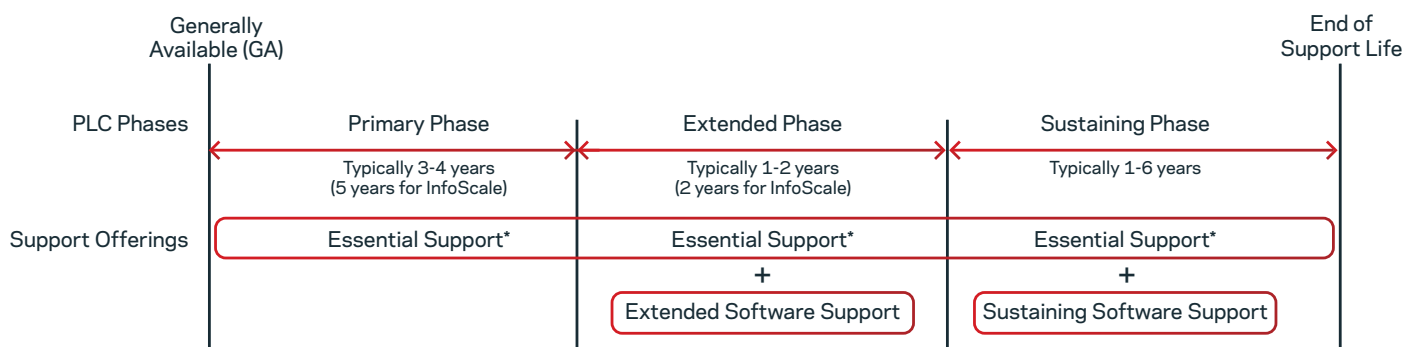 Generally
Available (GA)
End of
Support Life
PLC Phases
Primary Phase
Extended Phase
Sustaining Phase
Typically 3-4 years
(5 years for InfoScale)
Typically 1-2 years
(2 years for InfoScale)
Typically 1-6 years
Support Offerings
Essential Support*
Essential Support*
Essential Support*
+
+
Extended Software Support
Sustaining Software Support